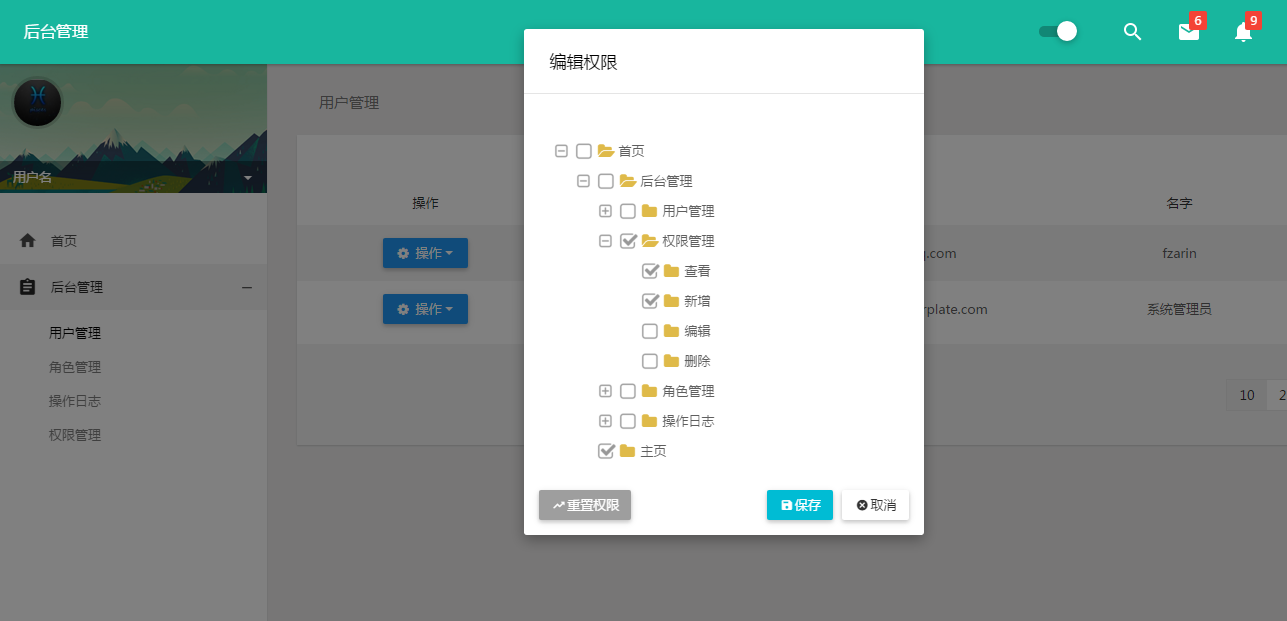 后台管理
6
9
用户名
首页
后台管理
用户管理
角色管理
操作日志
权限管理
用户管理
操作
名字
操作
.com
fzarin
操作
rplate.com
系统管理员
10
2
编辑权限
首页
后台管理
用户管理
权限管理
查看
新增
编辑
删除
角色管理
操作日志
主页
重置权限
保存
取消